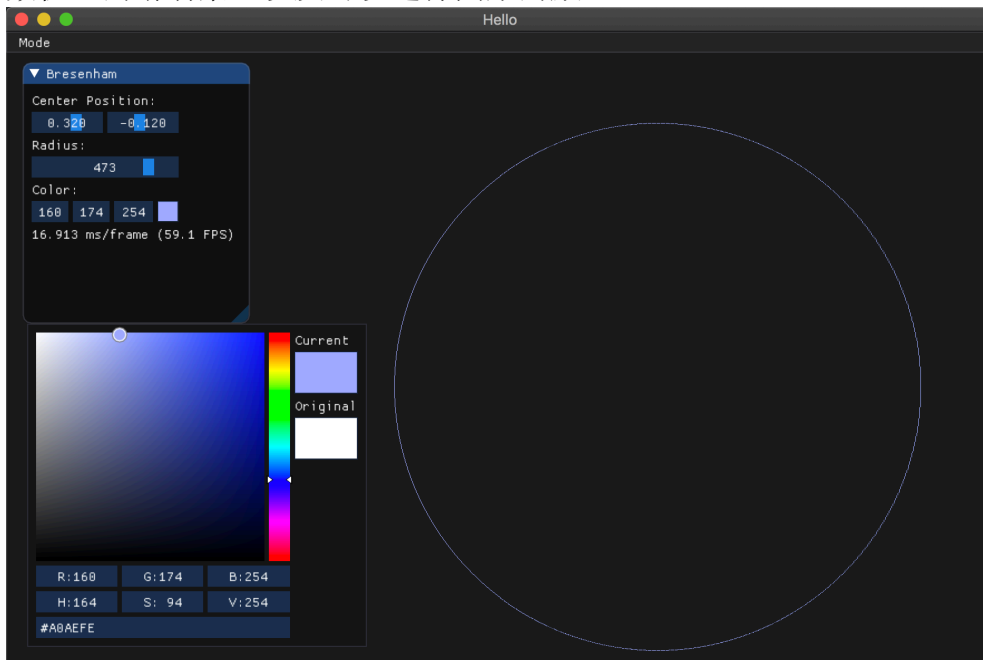 Hello
Mode
▼ Bresenham
Center Position:
0.320 -0.120
Radius:
473
Color:
160 174 254
16.913 ms/frame (59.1 FPS)
Current
Original
R:160 G:174 B:254
H:164 S: 94 V:254
#A0AEFE